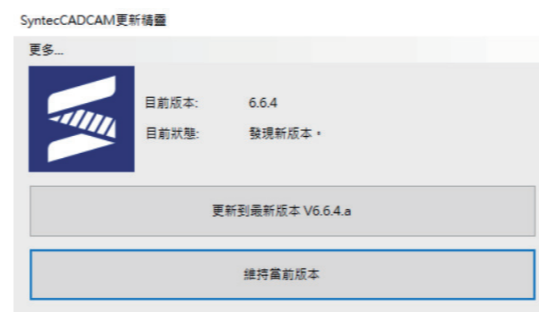 SyntecCADCAM更新精靈
更多...
目前版本: 6.6.4
目前狀態: 發現新版本。
更新到最新版本 V6.6.4.a
維持當前版本